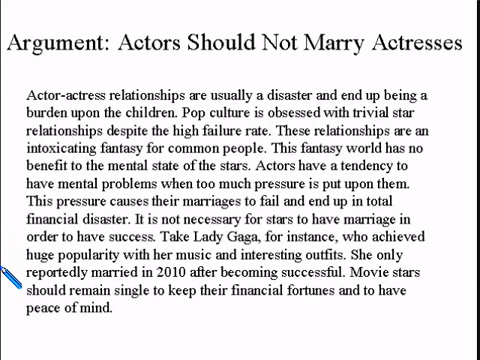 Argument: Actors Should Not Marry Actresses
Actor-actress relationships are usually a disaster and end up being a
burden upon the children. Pop culture is obsessed with trivial star
relationships despite the high failure rate. These relationships are an
intoxicating fantasy for common people. This fantasy world has no
benefit to the mental state of the stars. Actors have a tendency to
have mental problems when too much pressure is put upon them.
This pressure causes their marriages to fail and end up in total
financial disaster. It is not necessary for stars to have marriage in
order to have success. Take Lady Gaga, for instance, who achieved
huge popularity with her music and interesting outfits. She only
reportedly married in 2010 after becoming successful. Movie stars
should remain single to keep their financial fortunes and to have
peace of mind.